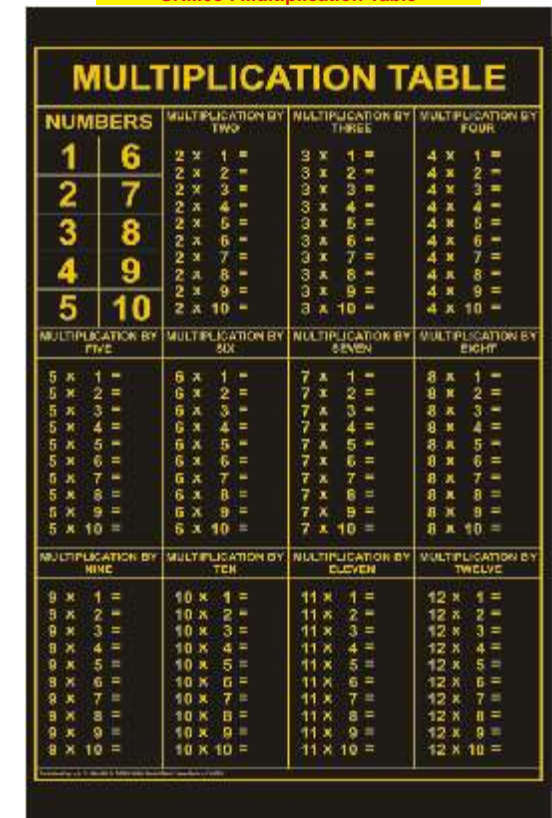 Multiplication Table
MULTIPLICATION TABLE
NUMBERS
1 6
2 7
3 8
4 9
5 10
MULTIPLICATION BY
TWO
2 x 1 =
2 x 2 =
2 x 3 =
2 x 4 =
2 x 5 =
2 x 6 =
2 x 7 =
2 x 8 =
2 x 9 =
2 x 10 =
MULTIPLICATION BY
THREE
3 x 1 =
3 x 2 =
3 x 3 =
3 x 4 =
3 x 5 =
3 x 6 =
3 x 7 =
3 x 8 =
3 x 9 =
3 x 10 =
MULTIPLICATION BY
FOUR
4 x 1 =
4 x 2 =
4 x 3 =
4 x 4 =
4 x 5 =
4 x 6 =
4 x 7 =
4 x 8 =
4 x 9 =
4 x 10 =
MULTIPLICATION BY
FIVE
5 x 1 =
5 x 2 =
5 x 3 =
5 x 4 =
5 x 5 =
5 x 6 =
5 x 7 =
5 x 8 =
5 x 9 =
5 x 10 =
MULTIPLICATION BY
SIX
6 x 1 =
6 x 2 =
6 x 3 =
6 x 4 =
6 x 5 =
6 x 6 =
6 x 7 =
6 x 8 =
6 x 9 =
6 x 10 =
MULTIPLICATION BY
SEVEN
7 x 1 =
7 x 2 =
7 x 3 =
7 x 4 =
7 x 5 =
7 x 6 =
7 x 7 =
7 x 8 =
7 x 9 =
7 x 10 =
MULTIPLICATION BY
EIGHT
8 x 1 =
8 x 2 =
8 x 3 =
8 x 4 =
8 x 5 =
8 x 6 =
8 x 7 =
8 x 8 =
8 x 9 =
8 x 10 =
MULTIPLICATION BY
NINE
9 x 1 =
9 x 2 =
9 x 3 =
9 x 4 =
9 x 5 =
9 x 6 =
9 x 7 =
9 x 8 =
9 x 9 =
9 x 10 =
MULTIPLICATION BY
TEN
10 x 1 =
10 x 2 =
10 x 3 =
10 x 4 =
10 x 5 =
10 x 6 =
10 x 7 =
10 x 8 =
10 x 9 =
10 x 10 =
MULTIPLICATION BY
ELEVEN
11 x 1 =
11 x 2 =
11 x 3 =
11 x 4 =
11 x 5 =
11 x 6 =
11 x 7 =
11 x 8 =
11 x 9 =
11 x 10 =
MULTIPLICATION BY
TWELVE
12 x 1 =
12 x 2 =
12 x 3 =
12 x 4 =
12 x 5 =
12 x 6 =
12 x 7 =
12 x 8 =
12 x 9 =
12 x 10 =